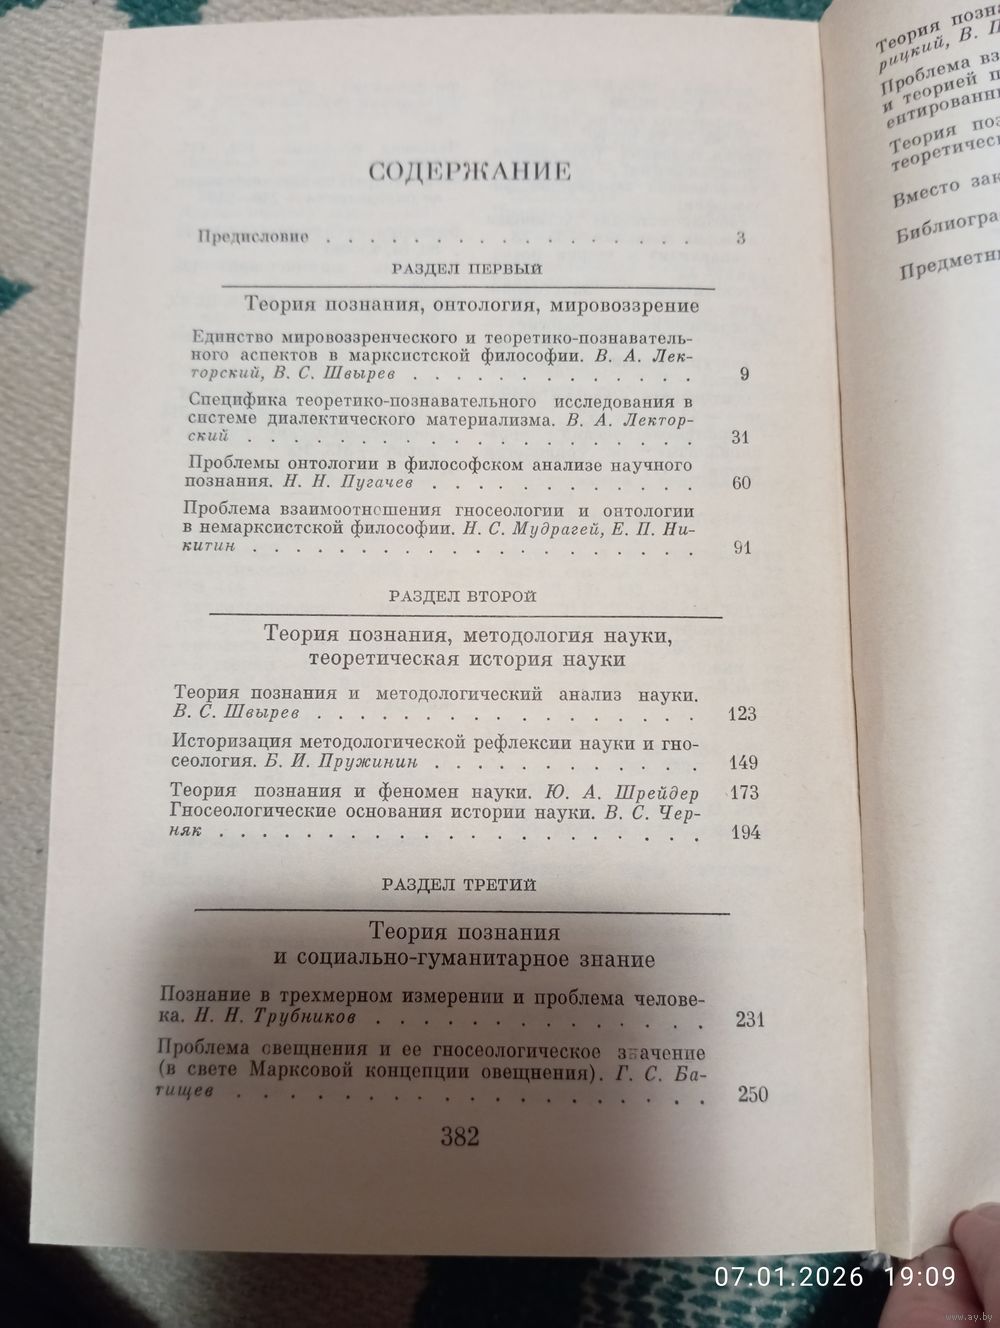 СОДЕРЖАНИЕ
Предисловие . . . . . . . . . . . . . . . . . 3
РАЗДЕЛ ПЕРВЫЙ
Теория познания, онтология, мировоззрение
Единство мировоззренческого и теоретико-познаватель-
ного аспектов в марксистской философии. В. А. Лек-
торский, В. С. Швырев . . . . . . . . . . . . . 9
Специфика теоретико-познавательного исследования в
системе диалектического материализма. В. А. Лектор-
ский . . . . . . . . . . . . . . . . . . . . . 31
Проблемы онтологии в философском анализе научного
познания. Н. Н. Пугачев . . . . . . . . . . . . 60
Проблема взаимоотношения гносеологии и онтологии
в немарксистской философии. Н. С. Мудрагей, Е. П. Ни-
китин . . . . . . . . . . . . . . . . . . . . 91
РАЗДЕЛ ВТОРОЙ
Теория познания, методология науки,
теоретическая история науки
Теория познания и методологический анализ науки.
В. С. Швырев . . . . . . . . . . . . . . . . . 123
Историзация методологической рефлексии науки и гно-
сеология. Б. И. Пружинин . . . . . . . . . . . . 149
Теория познания и феномен науки. Ю. А. Шрейдер 173
Гносеологические основания истории науки. В. С. Чер-
няк . . . . . . . . . . . . . . . . . . . . . 194
РАЗДЕЛ ТРЕТИЙ
Теория познания
и социально-гуманитарное знание
Познание в трехмерном измерении и проблема челове-
ка. Н. Н. Трубников . . . . . . . . . . . . . . 231
Проблема овещнения и ее гносеологическое значение
(в свете Марксовой концепции овещнения). Г. С. Ба-
тищев . . . . . . . . . . . . . . . . . . . . 250
382
Теория
рицкий, В.
Проблема
и теорией
Теория
Вместо
07.01.2026 19:09
www.ay.by